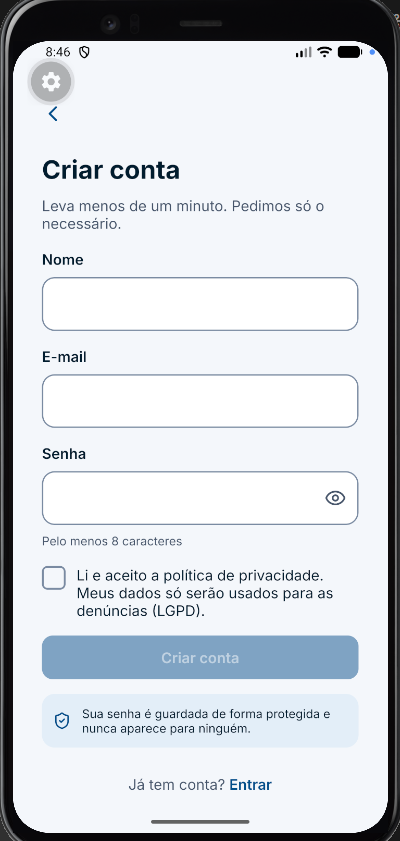 8:46
Criar conta
Leva menos de um minuto. Pedimos só o
necessário.
Nome
E-mail
Senha
Pelo menos 8 caracteres
Li e aceito a política de privacidade.
Meus dados só serão usados para as
denúncias (LGPD).
Criar conta
Sua senha é guardada de forma protegida e
nunca aparece para ninguém.
Já tem conta? Entrar